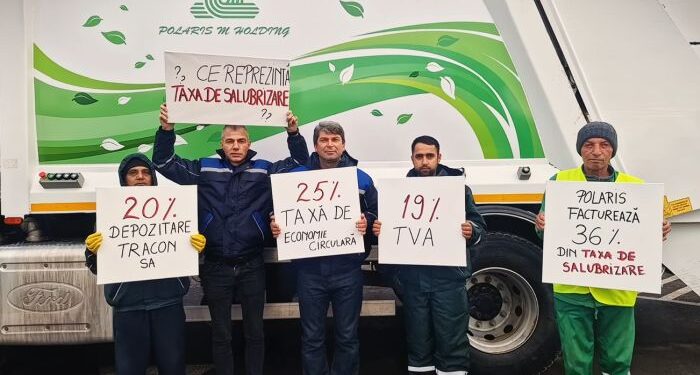 POLARIS M HOLDING
?, CE REPREZINTĂ
TAXA DE SALUBRIZARE
?,
20%
DEPOZITARE
TRACON
SA
25%
TAXĂ DE
ECONOMIE
CIRCULARĂ
19%
TVA
POLARIS
FACTUREAZĂ
36%
DIN TAXA DE
SALUBRIZARE
Ford